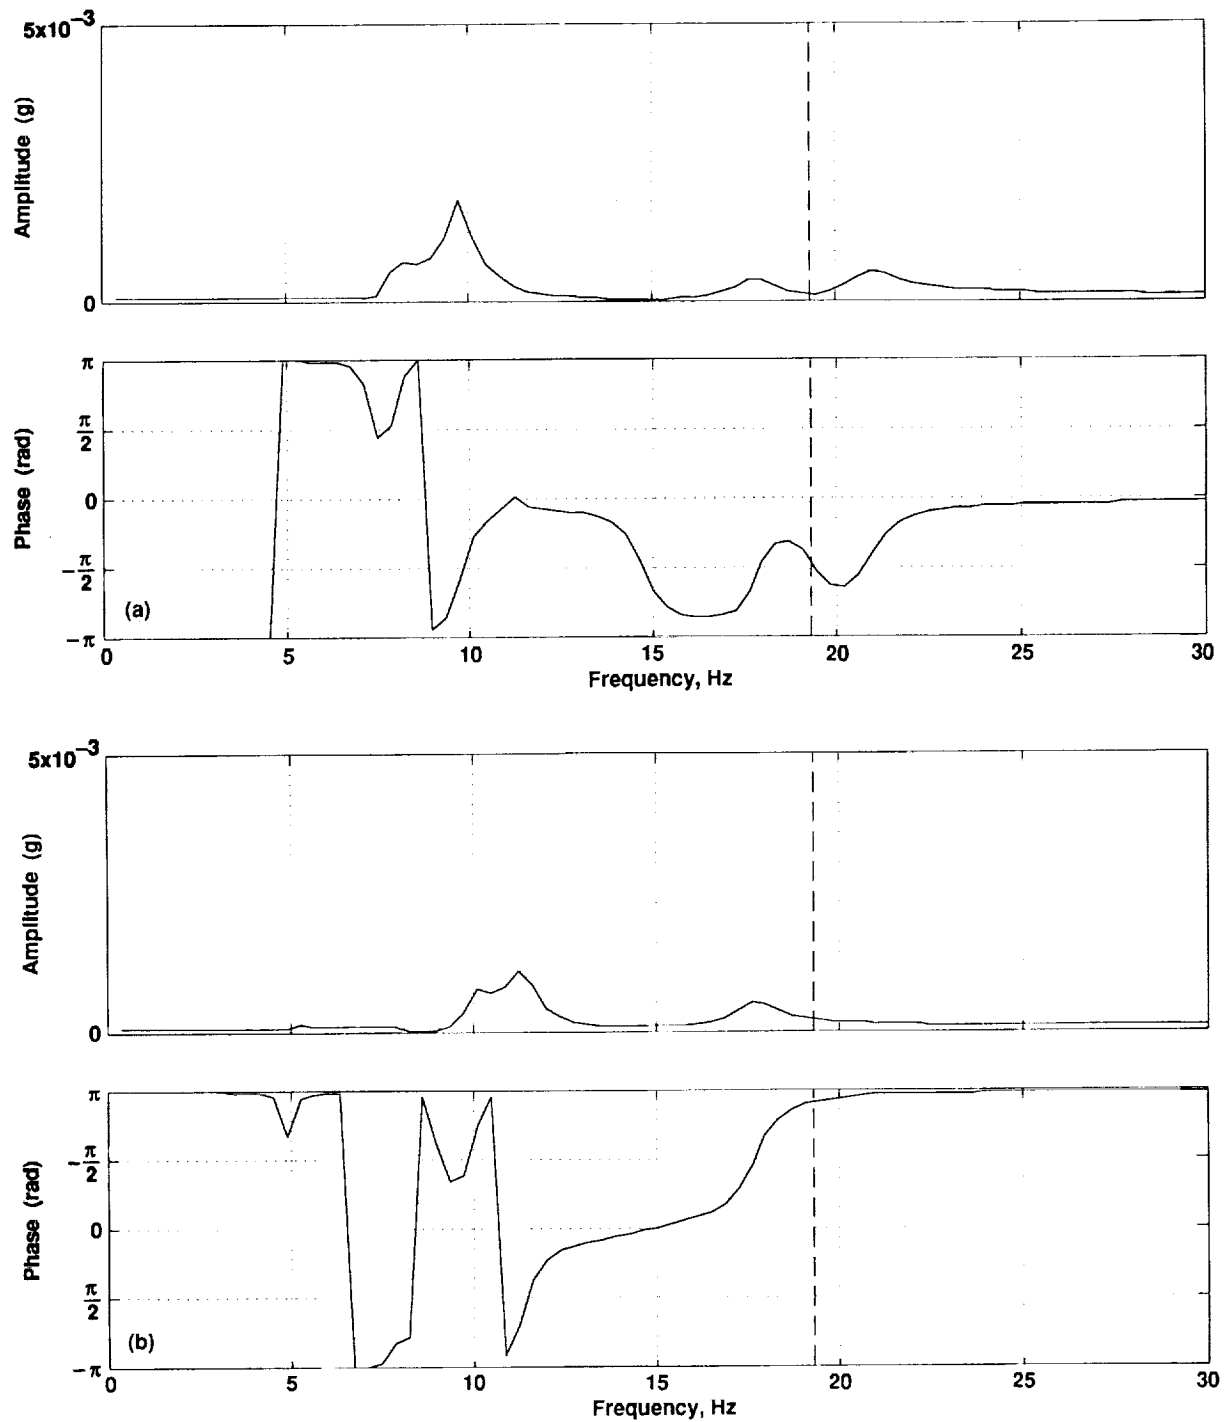 5x10⁻³
Amplitude (g)
0
π
π/2
0
−π/2
−π
Phase (rad)
(a)
0 5 10 15 20 25 30
Frequency, Hz
5x10⁻³
Amplitude (g)
0
π
−π/2
0
π/2
−π
Phase (rad)
(b)
0 5 10 15 20 25 30
Frequency, Hz